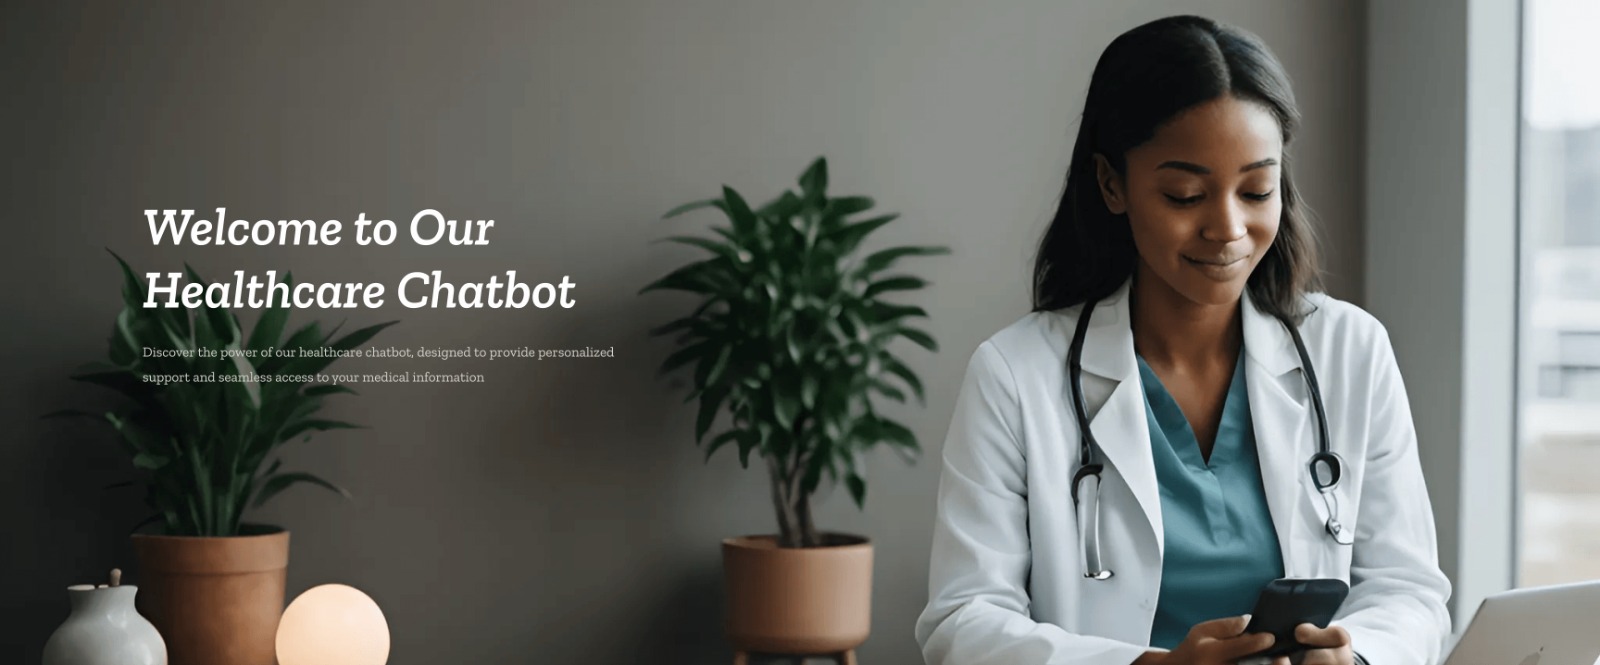 Welcome to Our
Healthcare Chatbot
Discover the power of our healthcare chatbot, designed to provide personalized
support and seamless access to your medical information